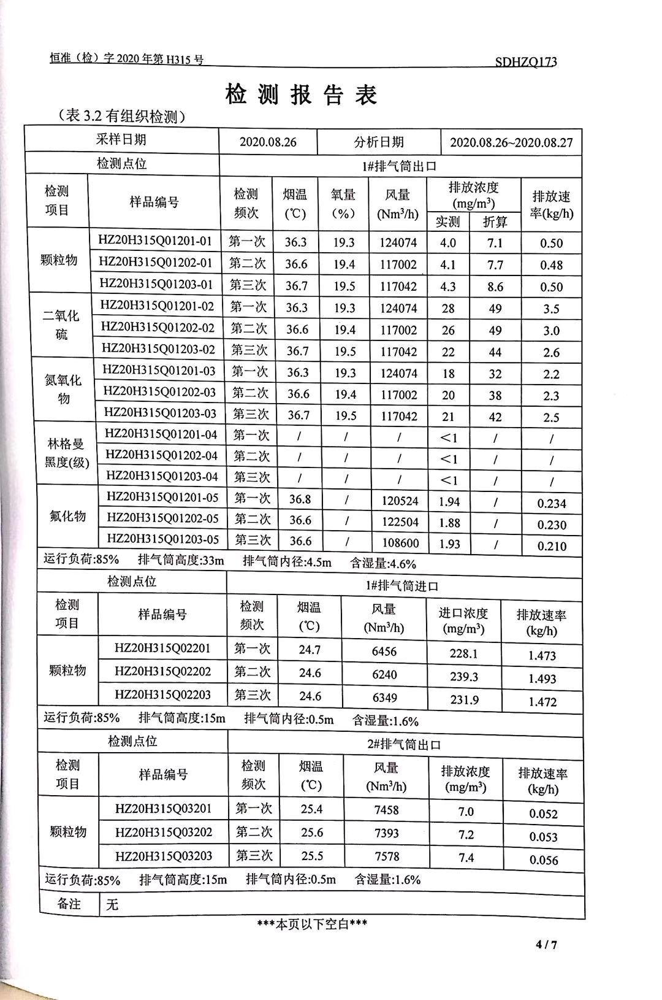 恒准（检）字 2020 年第 H315 号 SDHZQ173
检 测 报 告 表
（表 3.2 有组织检测）
采样日期 2020.08.26 分析日期 2020.08.26~2020.08.27
检测点位 1#排气筒出口
检测项目 样品编号 检测频次 烟温(℃) 氧量（%） 风量(Nm³/h) 排放浓度(mg/m³) 实测 折算 排放速率(kg/h)
颗粒物 HZ20H315Q01201-01 第一次 36.3 19.3 124074 4.0 7.1 0.50
HZ20H315Q01202-01 第二次 36.6 19.4 117002 4.1 7.7 0.48
HZ20H315Q01203-01 第三次 36.7 19.5 117042 4.3 8.6 0.50
二氧化硫 HZ20H315Q01201-02 第一次 36.3 19.3 124074 28 49 3.5
HZ20H315Q01202-02 第二次 36.6 19.4 117002 26 49 3.0
HZ20H315Q01203-02 第三次 36.7 19.5 117042 22 44 2.6
氮氧化物 HZ20H315Q01201-03 第一次 36.3 19.3 124074 18 32 2.2
HZ20H315Q01202-03 第二次 36.6 19.4 117002 20 38 2.3
HZ20H315Q01203-03 第三次 36.7 19.5 117042 21 42 2.5
林格曼黑度(级) HZ20H315Q01201-04 第一次 / / / ＜1 / /
HZ20H315Q01202-04 第二次 / / / ＜1 / /
HZ20H315Q01203-04 第三次 / / / ＜1 / /
氟化物 HZ20H315Q01201-05 第一次 36.8 / 120524 1.94 / 0.234
HZ20H315Q01202-05 第二次 36.6 / 122504 1.88 / 0.230
HZ20H315Q01203-05 第三次 36.6 / 108600 1.93 / 0.210
运行负荷:85% 排气筒高度:33m 排气筒内径:4.5m 含湿量:4.6%
检测点位 1#排气筒进口
检测项目 样品编号 检测频次 烟温(℃) 风量(Nm³/h) 进口浓度(mg/m³) 排放速率(kg/h)
颗粒物 HZ20H315Q02201 第一次 24.7 6456 228.1 1.473
HZ20H315Q02202 第二次 24.6 6240 239.3 1.493
HZ20H315Q02203 第三次 24.6 6349 231.9 1.472
运行负荷:85% 排气筒高度:15m 排气筒内径:0.5m 含湿量:1.6%
检测点位 2#排气筒出口
检测项目 样品编号 检测频次 烟温(℃) 风量(Nm³/h) 排放浓度(mg/m³) 排放速率(kg/h)
颗粒物 HZ20H315Q03201 第一次 25.4 7458 7.0 0.052
HZ20H315Q03202 第二次 25.6 7393 7.2 0.053
HZ20H315Q03203 第三次 25.5 7578 7.4 0.056
运行负荷:85% 排气筒高度:15m 排气筒内径:0.5m 含湿量:1.6%
备注 无
***本页以下空白***
4 / 7